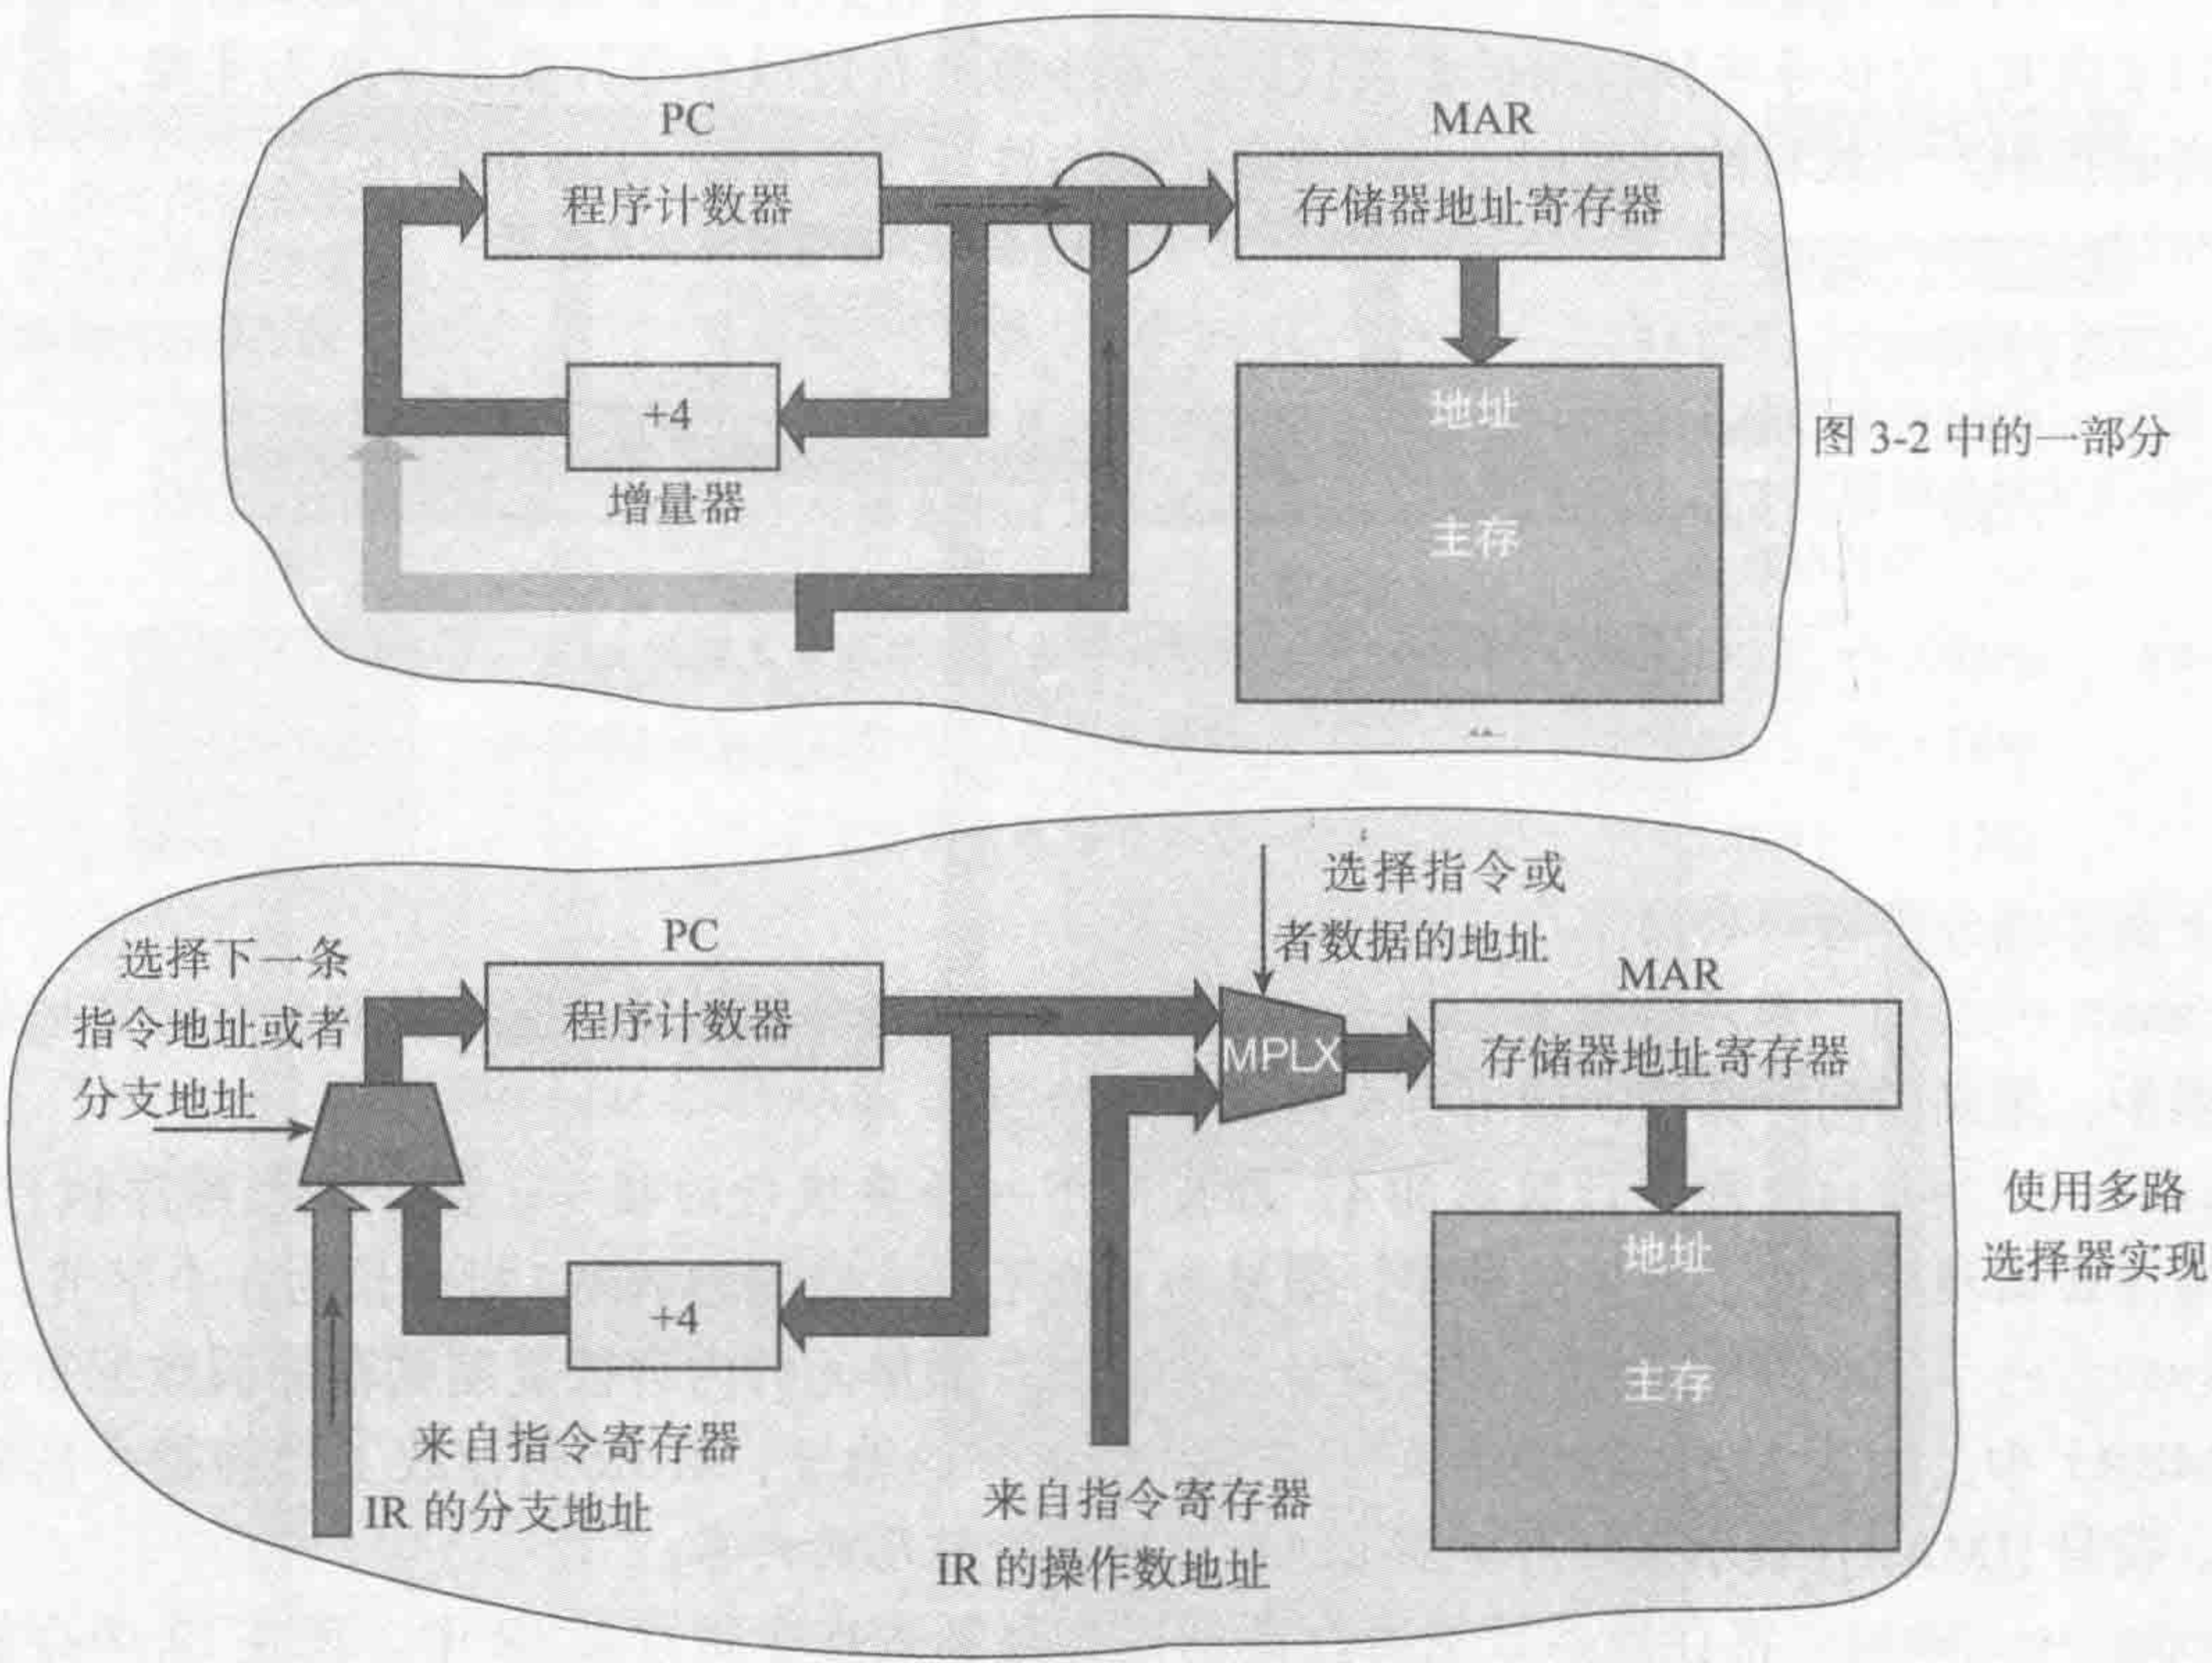 PC
MAR
程序计数器
存储器地址寄存器
+4
增量器
地址
主存
图 3-2 中的一部分
选择指令或
者数据的地址
选择下一条
指令地址或者
分支地址
PC
MAR
程序计数器
MPLX
存储器地址寄存器
+4
地址
主存
使用多路
选择器实现
来自指令寄存器
IR 的分支地址
来自指令寄存器
IR 的操作数地址